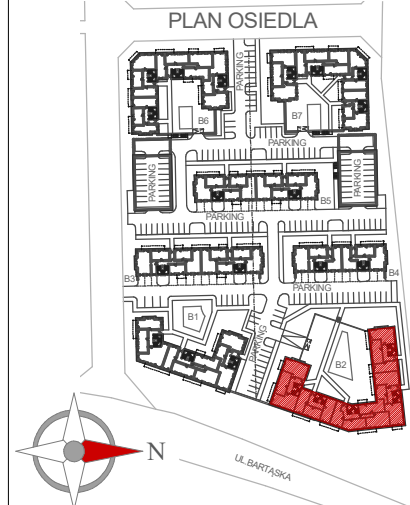 PLAN OSIEDLA
PARKING
B6
B7
PARKING
PARKING
PARKING
B5
PARKING
B3
B4
PARKING
B1
PARKING
B2
N
UL.BARTĄSKA